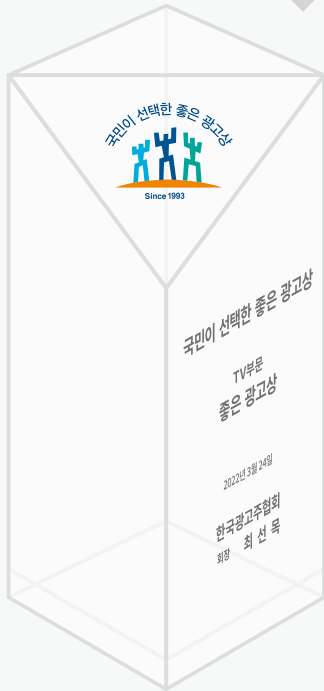 국민이 선택한 좋은 광고상
Since 1993
국민이 선택한 좋은 광고상
TV부문
좋은 광고상
2022년 3월 24일
한국광고주협회
회장 최 선 목